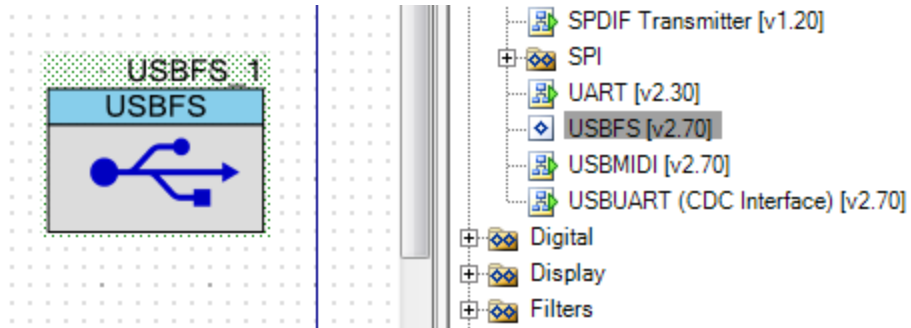 USBFS_1
USBFS
SPDIF Transmitter [v1.20]
SPI
UART [v2.30]
USBFS [v2.70]
USBMIDI [v2.70]
USBUART (CDC Interface) [v2.70]
Digital
Display
Filters